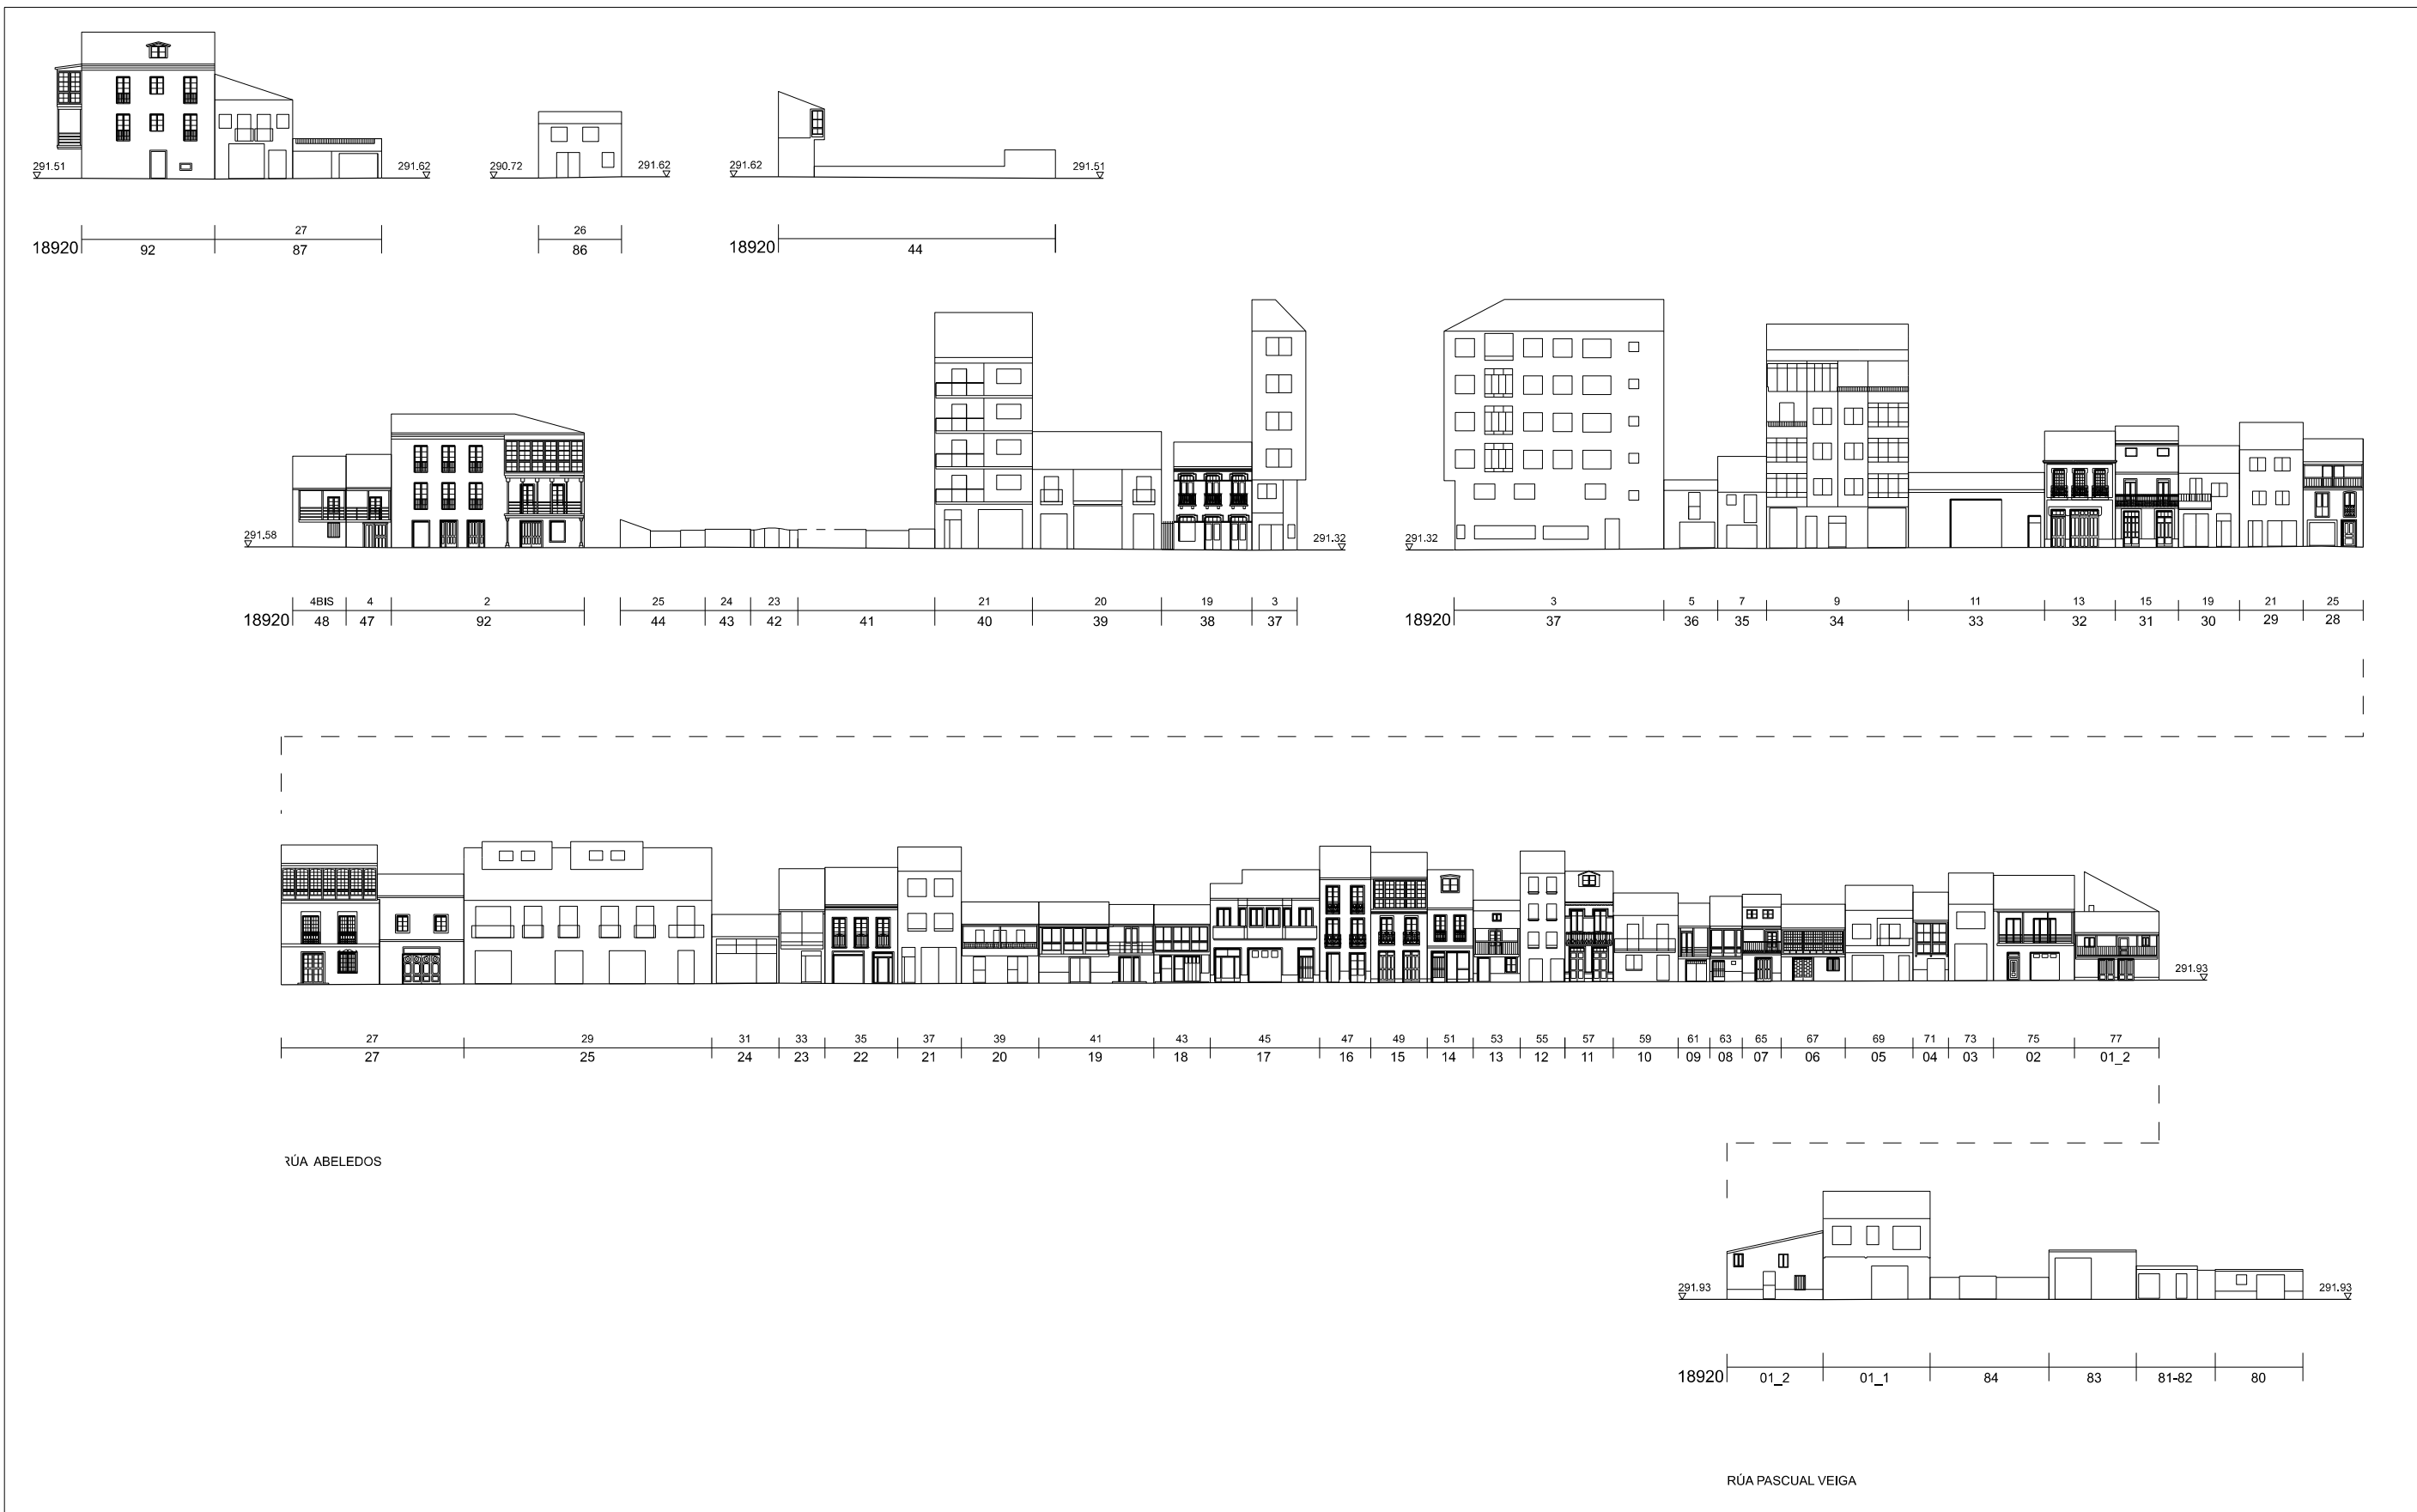 291.51 291.62 290.72 291.62 291.62 291.51
27 26
18920 92 87 86 18920 44
291.58 291.32 291.32
4BIS 4 2 25 24 23 21 20 19 3 3 5 7 9 11 13 15 19 21 25
18920 48 47 92 44 43 42 41 40 39 38 37 18920 37 36 35 34 33 32 31 30 29 28
291.93
27 29 31 33 35 37 39 41 43 45 47 49 51 53 55 57 59 61 63 65 67 69 71 73 75 77
27 25 24 23 22 21 20 19 18 17 16 15 14 13 12 11 10 09 08 07 06 05 04 03 02 01_2
RÚA ABELEDOS
291.93 291.93
18920 01_2 01_1 84 83 81-82 80
RÚA PASCUAL VEIGA